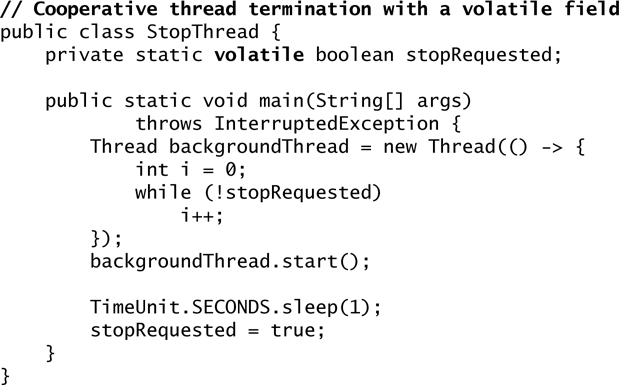 // Cooperative thread termination with a volatile field
public class StopThread {
    private static volatile boolean stopRequested;

    public static void main(String[] args)
            throws InterruptedException {
        Thread backgroundThread = new Thread(() -> {
            int i = 0;
            while (!stopRequested)
                i++;
        });
        backgroundThread.start();

        TimeUnit.SECONDS.sleep(1);
        stopRequested = true;
    }
}